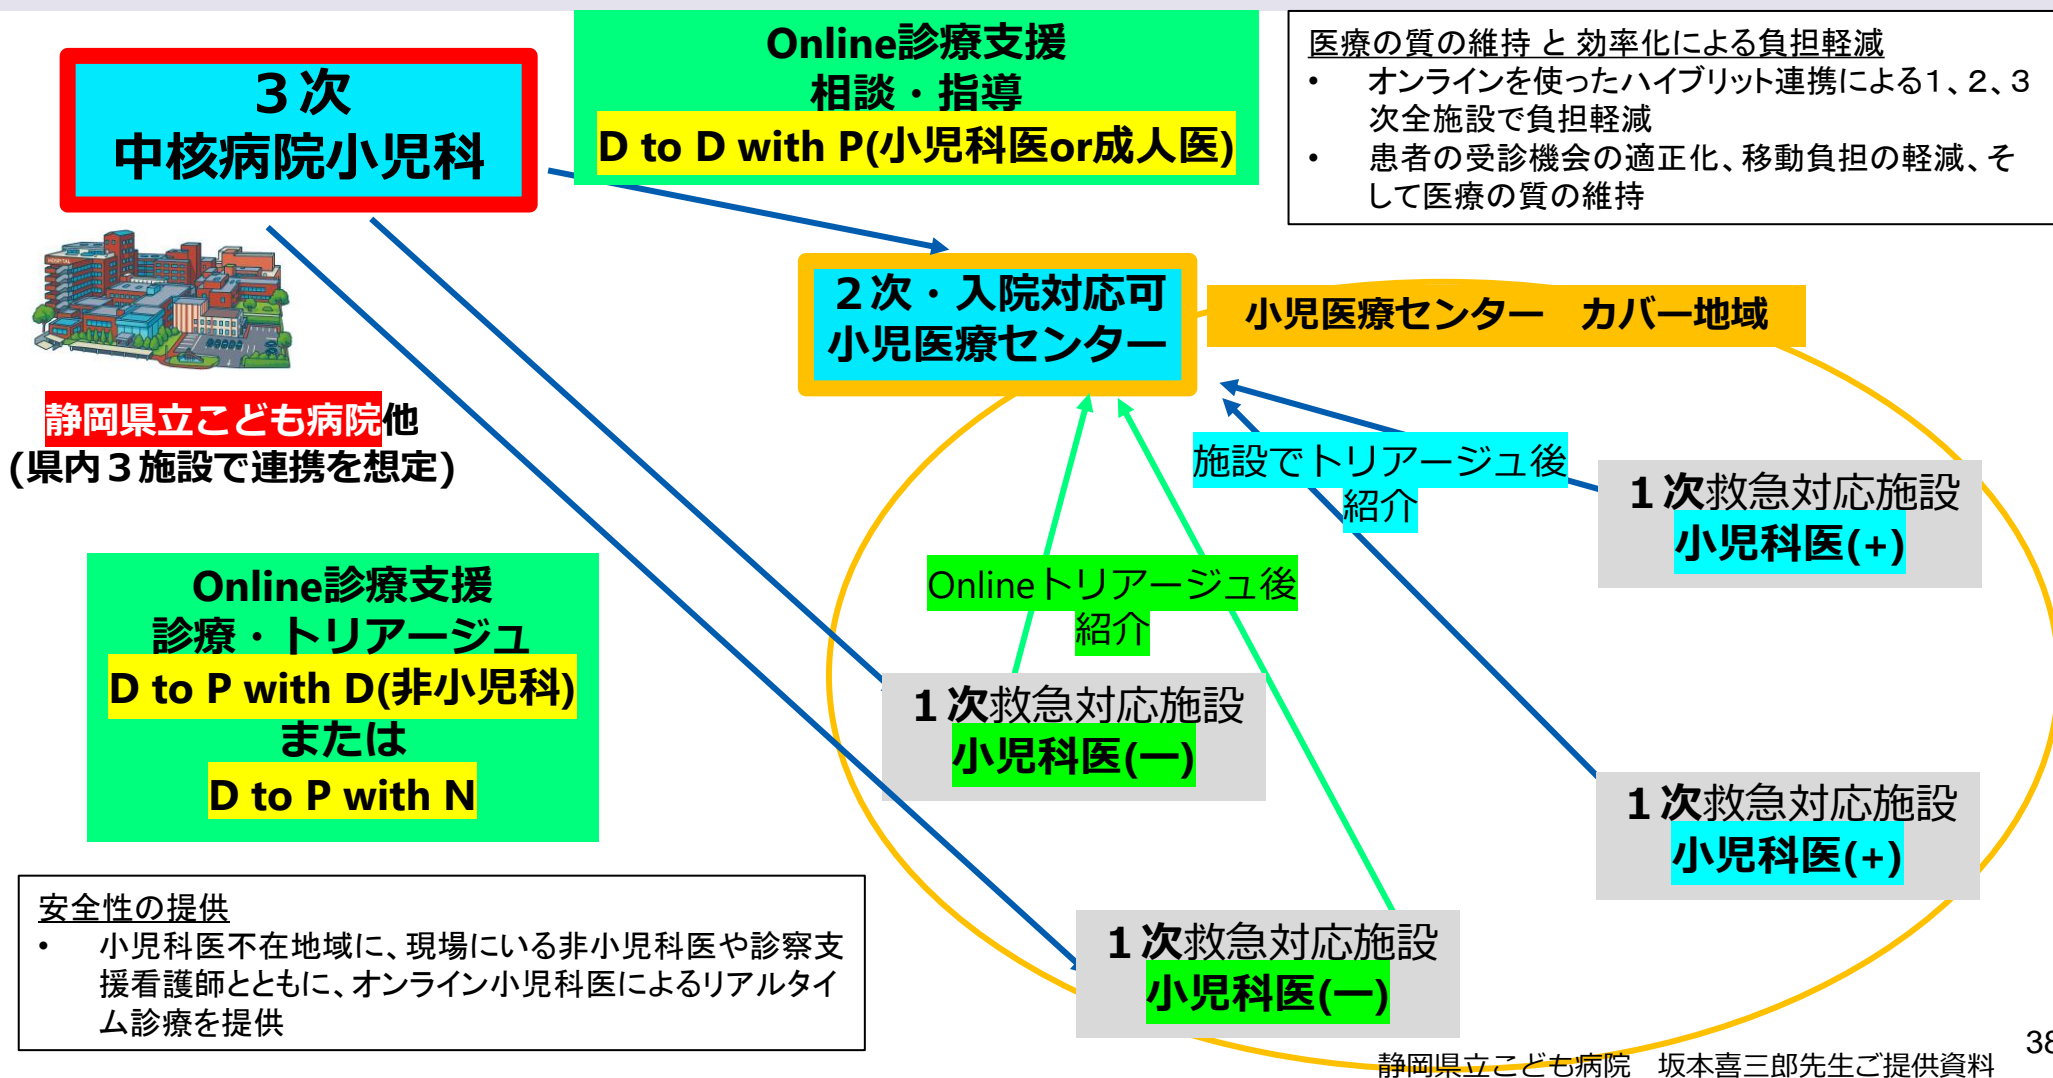 ３次
中核病院小児科
Online診療支援
相談・指導
D to D with P(小児科医or成人医)
医療の質の維持 と 効率化による負担軽減
• オンラインを使ったハイブリット連携による１、２、３
次全施設で負担軽減
• 患者の受診機会の適正化、移動負担の軽減、そ
して医療の質の維持
HOSPITAL
静岡県立こども病院他
(県内３施設で連携を想定)
２次・入院対応可
小児医療センター
小児医療センター　カバー地域
施設でトリアージュ後
紹介
１次救急対応施設
小児科医(+)
Onlineトリアージュ後
紹介
Online診療支援
診療・トリアージュ
D to P with D(非小児科)
または
D to P with N
１次救急対応施設
小児科医(―)
１次救急対応施設
小児科医(+)
１次救急対応施設
小児科医(―)
安全性の提供
• 小児科医不在地域に、現場にいる非小児科医や診察支
援看護師とともに、オンライン小児科医によるリアルタイ
ム診療を提供
静岡県立こども病院　坂本喜三郎先生ご提供資料
38